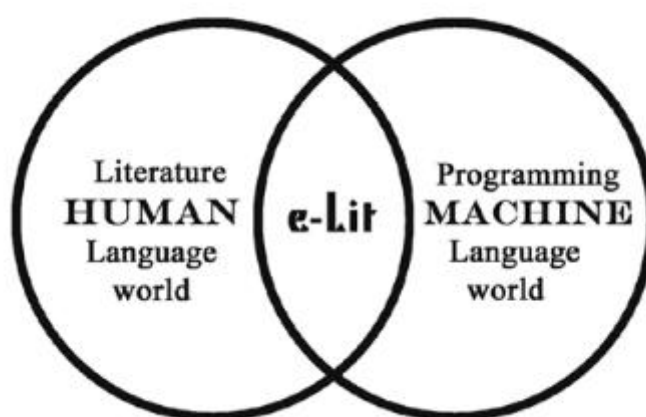 Literature
HUMAN
Language
world
e-Lit
Programming
MACHINE
Language
world